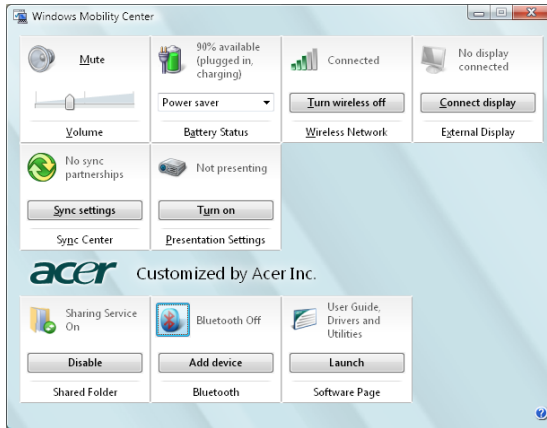 Windows Mobility Center
Mute
Volume
90% available
(plugged in,
charging)
Power saver
Battery Status
Connected
Turn wireless off
Wireless Network
No display
connected
Connect display
External Display
No sync
partnerships
Sync settings
Sync Center
Not presenting
Turn on
Presentation Settings
acer Customized by Acer Inc.
Sharing Service
On
Disable
Shared Folder
Bluetooth Off
Add device
Bluetooth
User Guide,
Drivers and
Utilities
Launch
Software Page